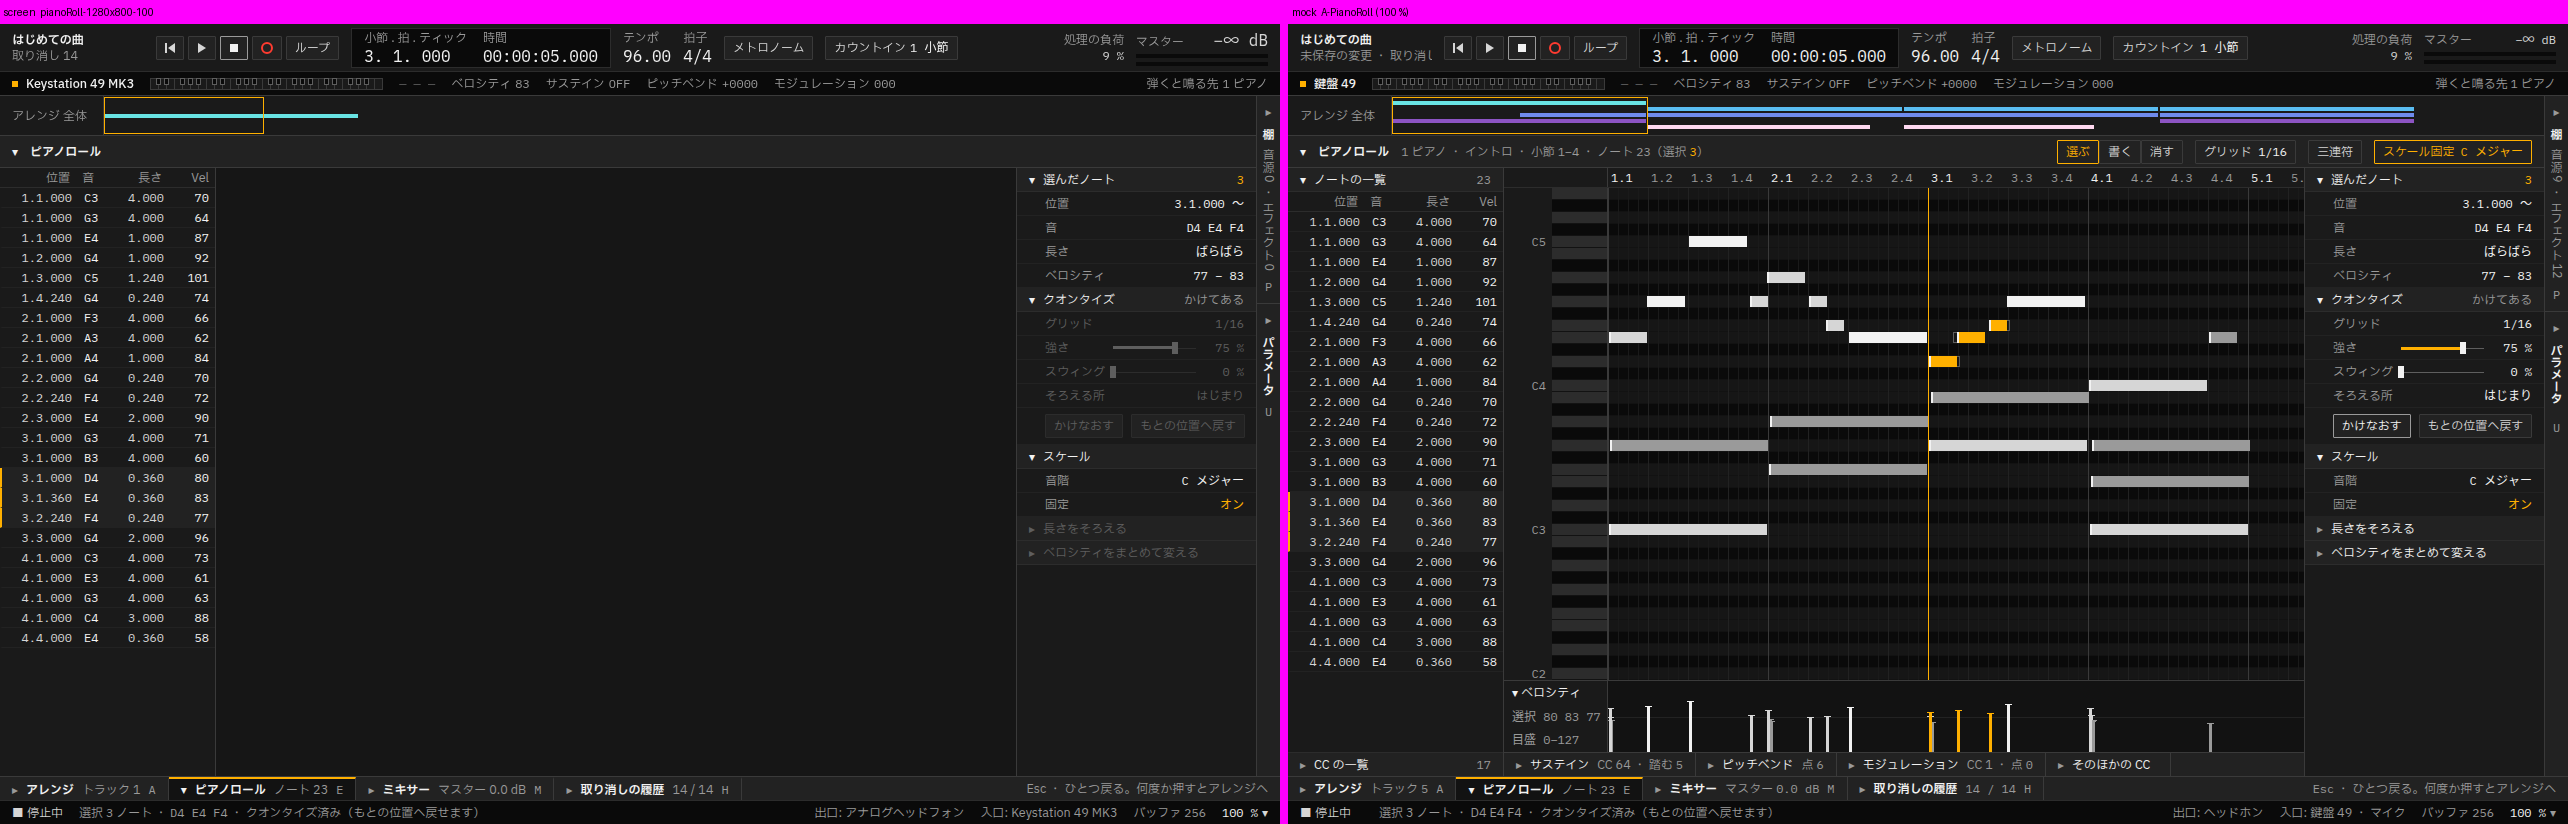 screen pianoRoll-1280x800-100
はじめての曲
取り消し 14
ループ
小節 . 拍 . ティック 時間
3. 1. 000 00:00:05.000
テンポ 拍子
96.00 4/4
メトロノーム
カウントイン 1 小節
処理の負荷
9 %
マスター −∞ dB
Keystation 49 MK3
— — —
ベロシティ 83 サステイン OFF ピッチベンド +0000 モジュレーション 000
弾くと鳴る先 1 ピアノ
アレンジ 全体
▼ ピアノロール
位置 音 長さ Vel
1.1.000 C3 4.000 70
1.1.000 G3 4.000 64
1.1.000 E4 1.000 87
1.2.000 G4 1.000 92
1.3.000 C5 1.240 101
1.4.240 G4 0.240 74
2.1.000 F3 4.000 66
2.1.000 A3 4.000 62
2.1.000 A4 1.000 84
2.2.000 G4 0.240 70
2.2.240 F4 0.240 72
2.3.000 E4 2.000 90
3.1.000 G3 4.000 71
3.1.000 B3 4.000 60
3.1.000 D4 0.360 80
3.1.360 E4 0.360 83
3.2.240 F4 0.240 77
3.3.000 G4 2.000 96
4.1.000 C3 4.000 73
4.1.000 E3 4.000 61
4.1.000 G3 4.000 63
4.1.000 C4 3.000 88
4.4.000 E4 0.360 58
▼ 選んだノート 3
位置 3.1.000 〜
音 D4 E4 F4
長さ ばらばら
ベロシティ 77 – 83
▼ クオンタイズ かけてある
グリッド 1/16
強さ 75 %
スウィング 0 %
そろえる所 はじまり
かけなおす もとの位置へ戻す
▼ スケール
音階 C メジャー
固定 オン
▶ 長さをそろえる
▶ ベロシティをまとめて変える
▶ 棚 音源 0 · エフェクト 0 P
▶ パラメータ U
▶ アレンジ トラック 1 A
▼ ピアノロール ノート 23 E
▶ ミキサー マスター 0.0 dB M
▶ 取り消しの履歴 14 / 14 H
Esc · ひとつ戻る。何度か押すとアレンジへ
■ 停止中 選択 3 ノート · D4 E4 F4 · クオンタイズ済み（もとの位置へ戻せます）
出口: アナログヘッドフォン 入口: Keystation 49 MK3 バッファ 256 100 % ▼
mock A-PianoRoll (100 %)
はじめての曲
未保存の変更 · 取り消し
ループ
小節 . 拍 . ティック 時間
3. 1. 000 00:00:05.000
テンポ 拍子
96.00 4/4
メトロノーム
カウントイン 1 小節
処理の負荷
9 %
マスター −∞ dB
鍵盤 49
— — —
ベロシティ 83 サステイン OFF ピッチベンド +0000 モジュレーション 000
弾くと鳴る先 1 ピアノ
アレンジ 全体
▼ ピアノロール 1 ピアノ · イントロ · 小節 1–4 · ノート 23（選択 3）
選ぶ 書く 消す グリッド 1/16 三連符 スケール固定 C メジャー
▼ ノートの一覧 23
位置 音 長さ Vel
1.1.000 C3 4.000 70
1.1.000 G3 4.000 64
1.1.000 E4 1.000 87
1.2.000 G4 1.000 92
1.3.000 C5 1.240 101
1.4.240 G4 0.240 74
2.1.000 F3 4.000 66
2.1.000 A3 4.000 62
2.1.000 A4 1.000 84
2.2.000 G4 0.240 70
2.2.240 F4 0.240 72
2.3.000 E4 2.000 90
3.1.000 G3 4.000 71
3.1.000 B3 4.000 60
3.1.000 D4 0.360 80
3.1.360 E4 0.360 83
3.2.240 F4 0.240 77
3.3.000 G4 2.000 96
4.1.000 C3 4.000 73
4.1.000 E3 4.000 61
4.1.000 G3 4.000 63
4.1.000 C4 3.000 88
4.4.000 E4 0.360 58
▶ CC の一覧 17
1.1 1.2 1.3 1.4 2.1 2.2 2.3 2.4 3.1 3.2 3.3 3.4 4.1 4.2 4.3 4.4 5.1 5.
C5
C4
C3
C2
▼ ベロシティ
選択 80 83 77
目盛 0–127
▶ サステイン CC 64 · 踏む 5
▶ ピッチベンド 点 6
▶ モジュレーション CC 1 · 点 0
▶ そのほかの CC
▼ 選んだノート 3
位置 3.1.000 〜
音 D4 E4 F4
長さ ばらばら
ベロシティ 77 – 83
▼ クオンタイズ かけてある
グリッド 1/16
強さ 75 %
スウィング 0 %
そろえる所 はじまり
かけなおす もとの位置へ戻す
▼ スケール
音階 C メジャー
固定 オン
▶ 長さをそろえる
▶ ベロシティをまとめて変える
▶ 棚 音源 9 · エフェクト 12 P
▶ パラメータ U
▶ アレンジ トラック 5 A
▼ ピアノロール ノート 23 E
▶ ミキサー マスター 0.0 dB M
▶ 取り消しの履歴 14 / 14 H
Esc · ひとつ戻る。何度か押すとアレンジへ
■ 停止中 選択 3 ノート · D4 E4 F4 · クオンタイズ済み（もとの位置へ戻せます）
出口: ヘッドホン 入口: 鍵盤 49 · マイク バッファ 256 100 % ▼